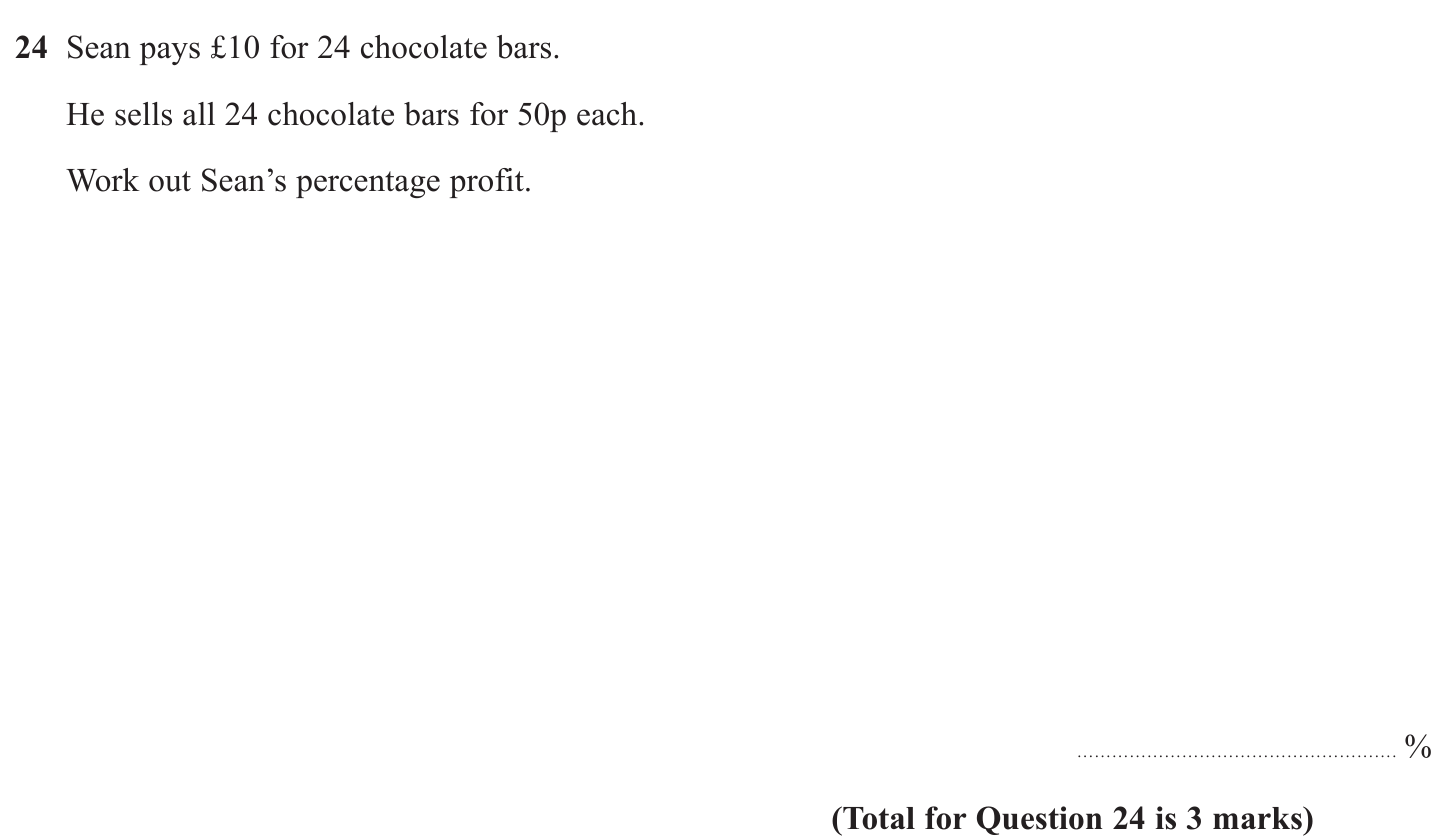 24 Sean pays £10 for 24 chocolate bars.
He sells all 24 chocolate bars for 50p each.
Work out Sean’s percentage profit.
........................................................ %
(Total for Question 24 is 3 marks)